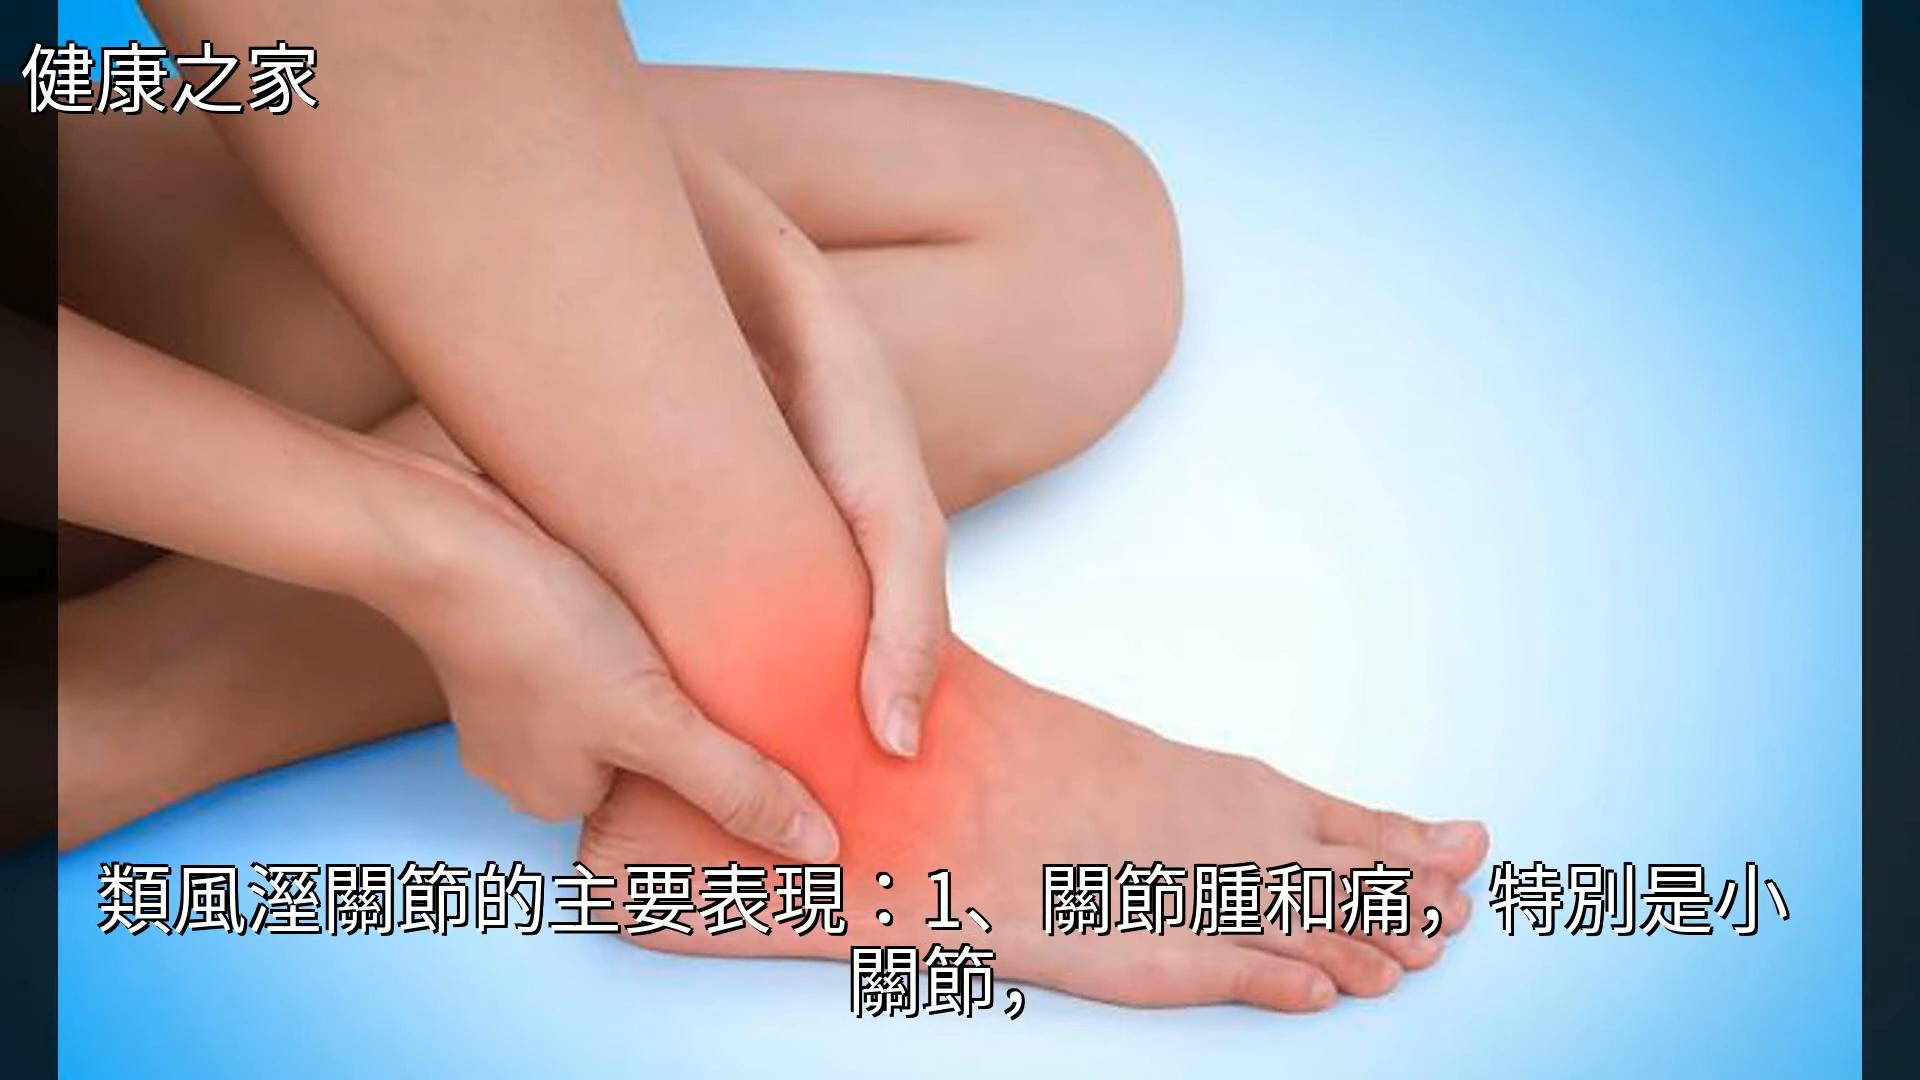 健康之家
類風溼關節的主要表現：1、關節腫和痛，特別是小
關節，